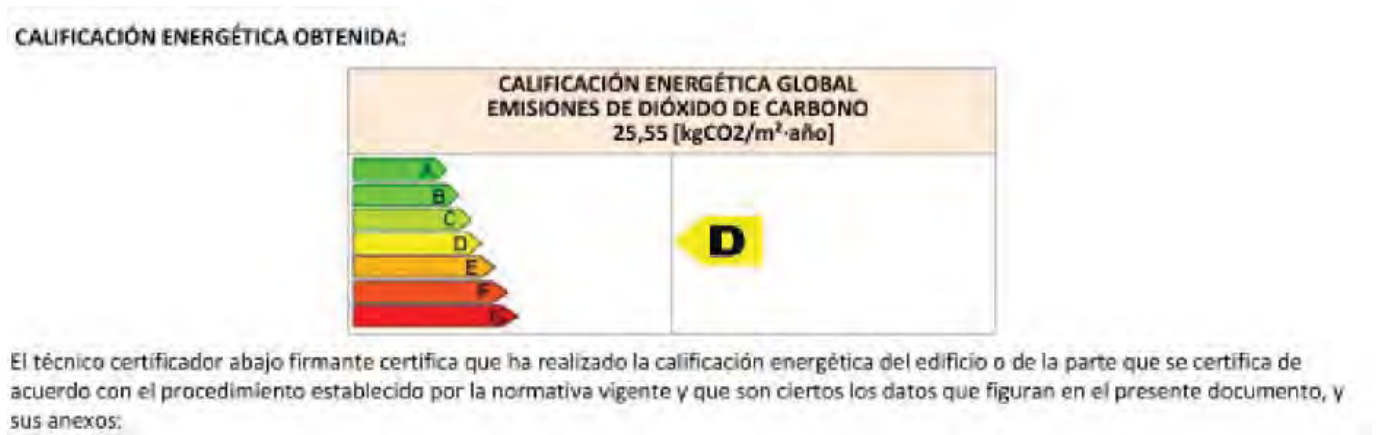 CALIFICACIÓN ENERGÉTICA OBTENIDA:
CALIFICACIÓN ENERGÉTICA GLOBAL
EMISIONES DE DIÓXIDO DE CARBONO
25,55 [kgCO2/m²·año]
A
B
C
D
D
E
F
G
El técnico certificador abajo firmante certifica que ha realizado la calificación energética del edificio o de la parte que se certifica de
acuerdo con el procedimiento establecido por la normativa vigente y que son ciertos los datos que figuran en el presente documento, y
sus anexos: